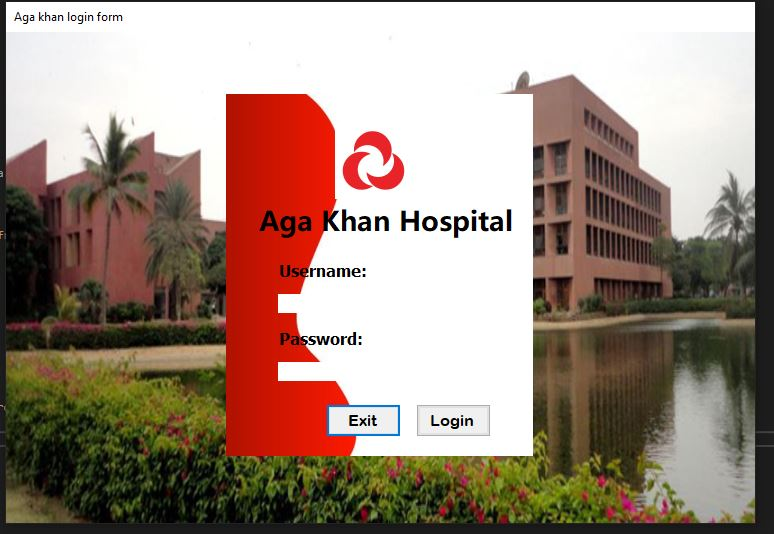 Aga khan login form
Aga Khan Hospital
Username:
Password:
Exit
Login